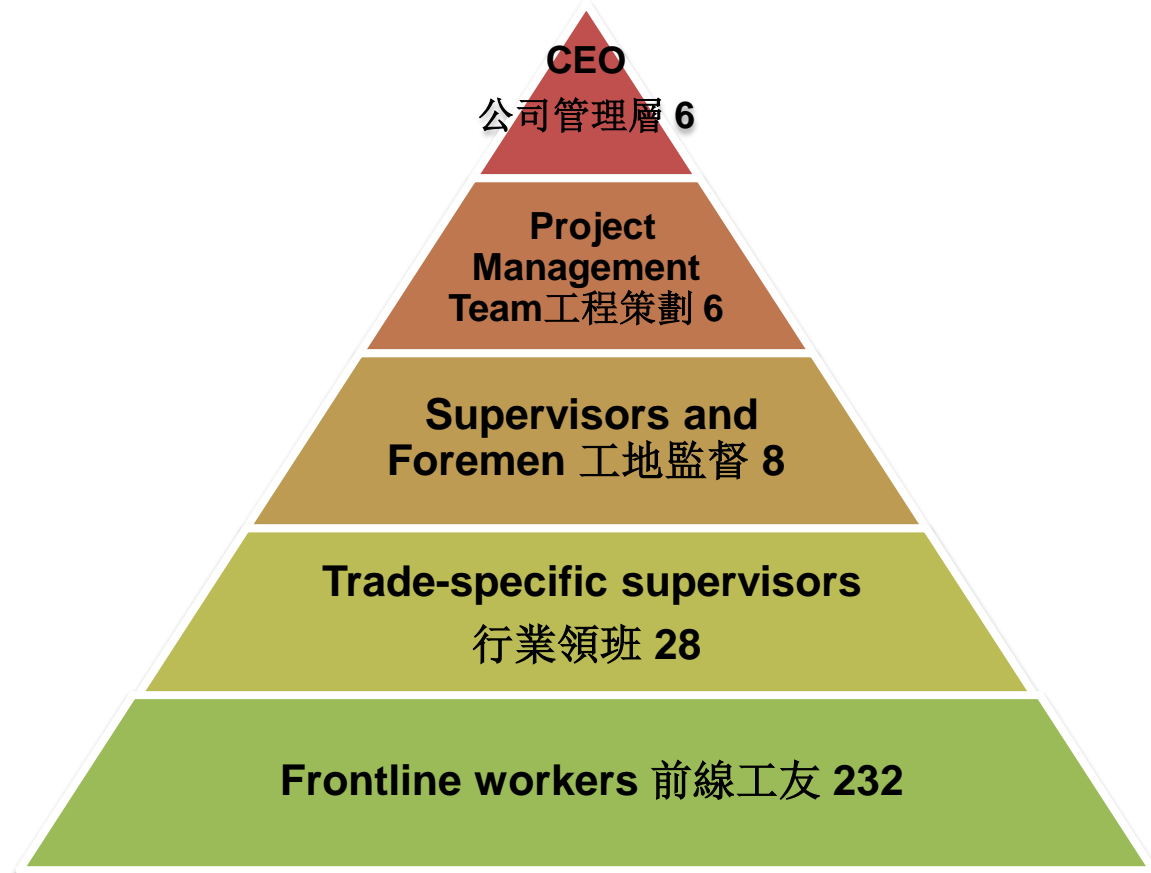 CEO
公司管理層 6
Project
Management
Team工程策劃 6
Supervisors and
Foremen 工地監督 8
Trade-specific supervisors
行業領班 28
Frontline workers 前線工友 232